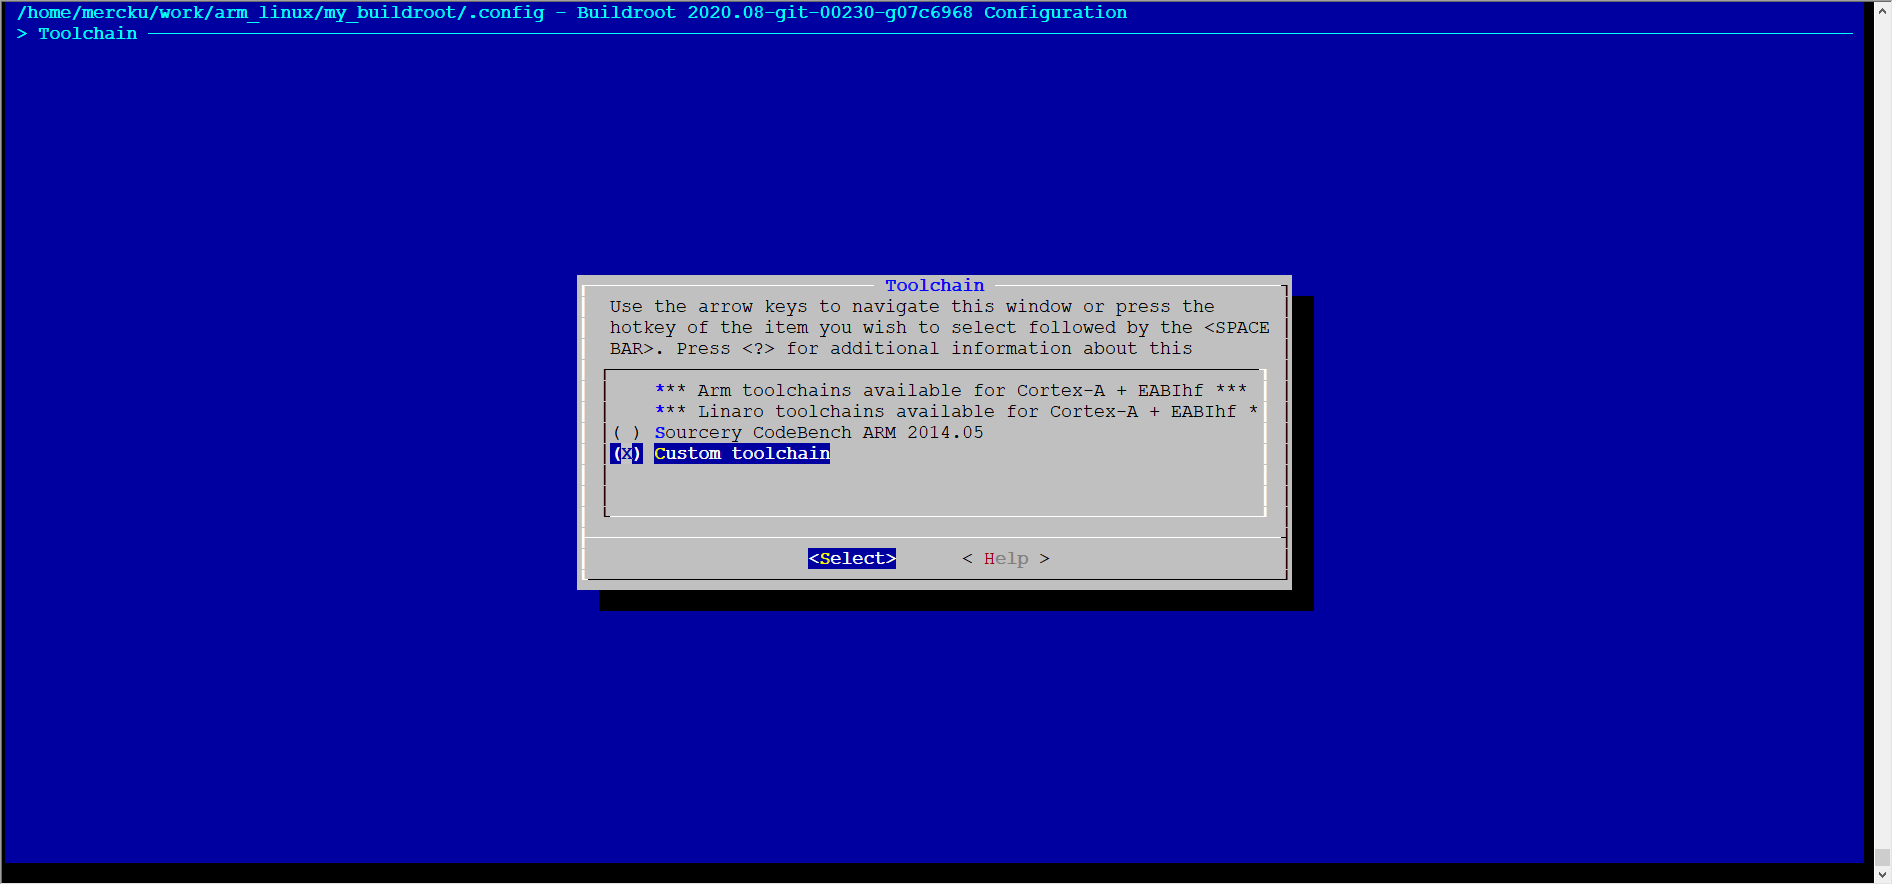 /home/mercku/work/arm_linux/my_buildroot/.config - Buildroot 2020.08-git-00230-g07c6968 Configuration
> Toolchain
Toolchain
Use the arrow keys to navigate this window or press the
hotkey of the item you wish to select followed by the <SPACE
BAR>. Press <?> for additional information about this
*** Arm toolchains available for Cortex-A + EABIhf ***
*** Linaro toolchains available for Cortex-A + EABIhf *
( ) Sourcery CodeBench ARM 2014.05
(X) Custom toolchain
<Select> < Help >